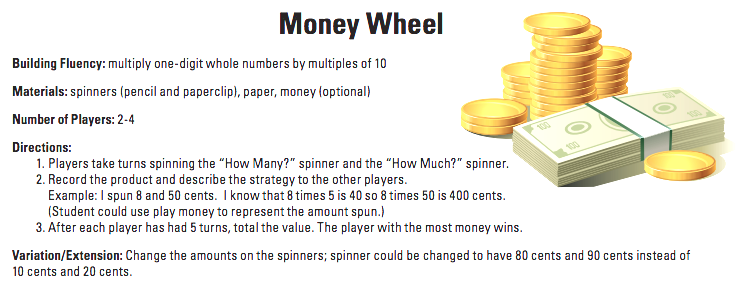 Money Wheel
Building Fluency: multiply one-digit whole numbers by multiples of 10
Materials: spinners (pencil and paperclip), paper, money (optional)
Number of Players: 2-4
Directions:
1. Players take turns spinning the “How Many?” spinner and the “How Much?” spinner.
2. Record the product and describe the strategy to the other players.
Example: I spun 8 and 50 cents. I know that 8 times 5 is 40 so 8 times 50 is 400 cents.
(Student could use play money to represent the amount spun.)
3. After each player has had 5 turns, total the value. The player with the most money wins.
Variation/Extension: Change the amounts on the spinners; spinner could be changed to have 80 cents and 90 cents instead of
10 cents and 20 cents.
100
100
100